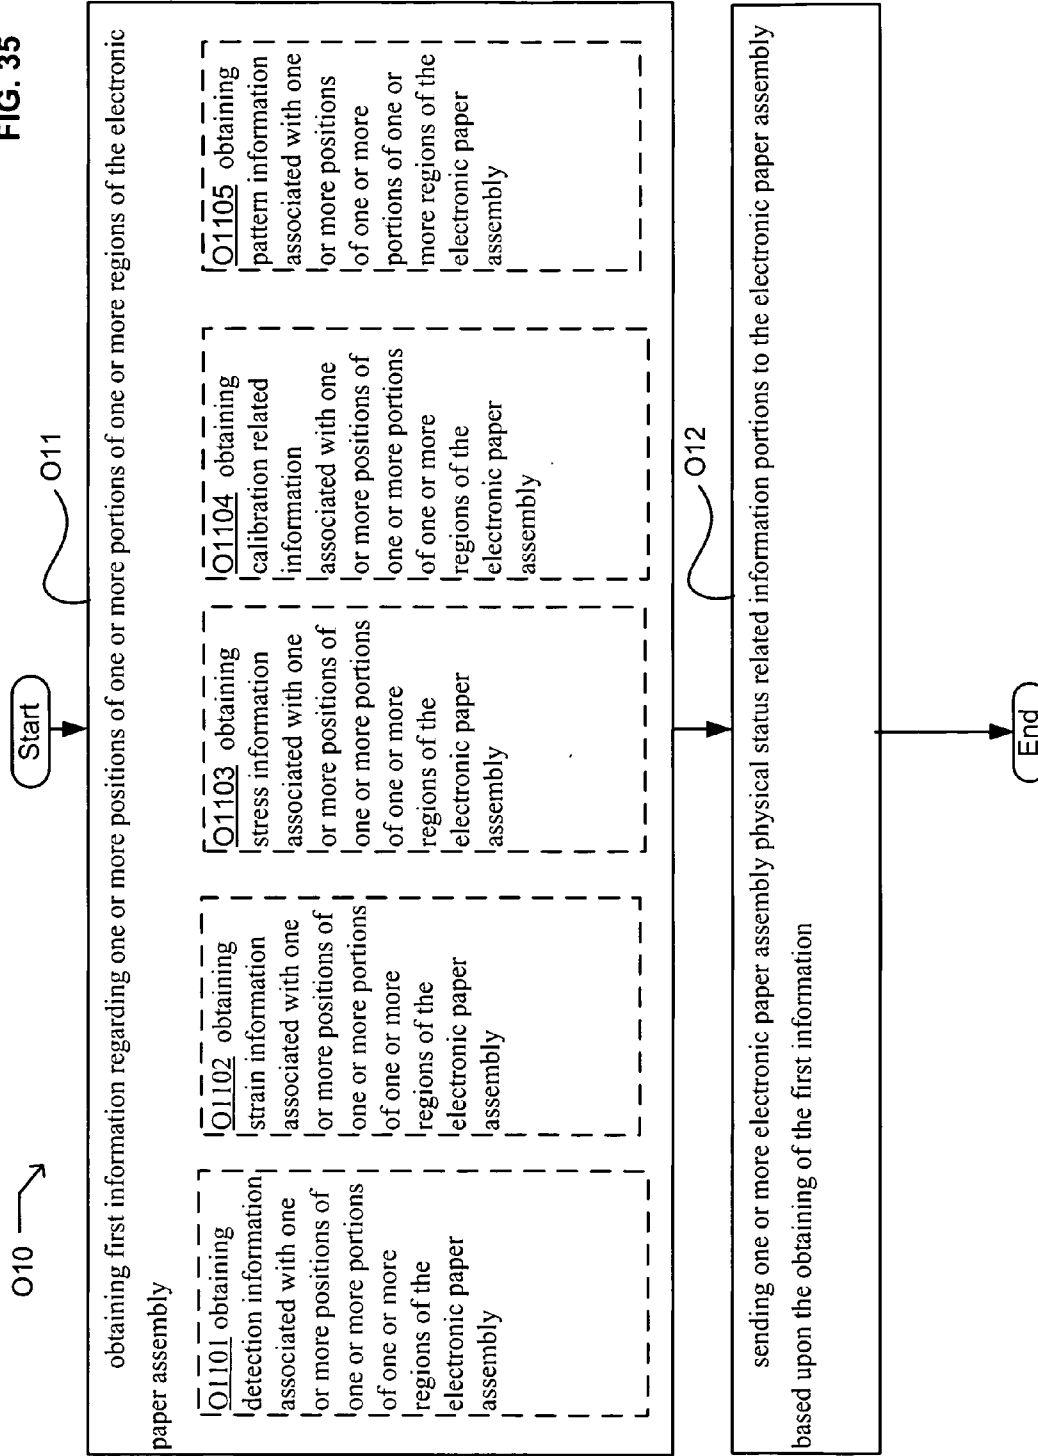 FIG. 35
O10
Start
O11
obtaining first information regarding one or more positions of one or more portions of one or more regions of the electronic
paper assembly
O1101 obtaining
detection information
associated with one
or more positions of
one or more portions
of one or more
regions of the
electronic paper
assembly
O1102 obtaining
strain information
associated with one
or more positions of
one or more portions
of one or more
regions of the
electronic paper
assembly
O1103 obtaining
stress information
associated with one
or more positions of
one or more portions
of one or more
regions of the
electronic paper
assembly
O1104 obtaining
calibration related
information
associated with one
or more positions of
one or more portions
of one or more
regions of the
electronic paper
assembly
O1105 obtaining
pattern information
associated with one
or more positions
of one or more
portions of one or
more regions of the
electronic paper
assembly
O12
sending one or more electronic paper assembly physical status related information portions to the electronic paper assembly
based upon the obtaining of the first information
End